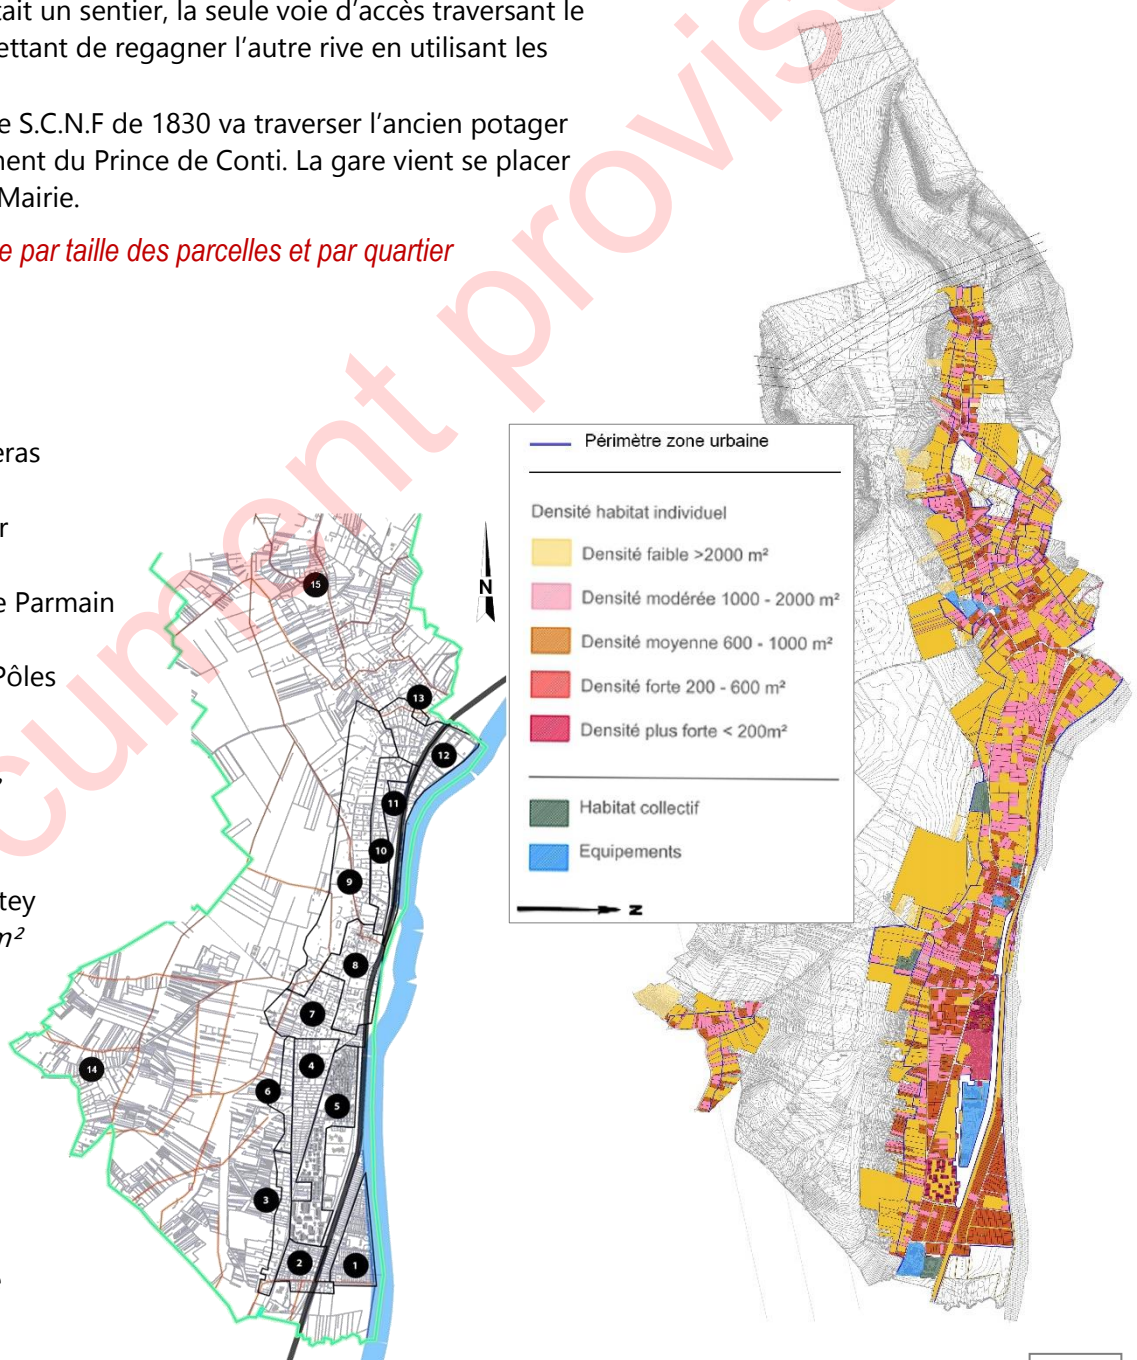 tait un sentier, la seule voie d’accès traversant le
ettant de regagner l’autre rive en utilisant les
e S.C.N.F de 1830 va traverser l’ancien potager
ment du Prince de Conti. La gare vient se placer
Mairie.
e par taille des parcelles et par quartier
eras
r
e Parmain
Pôles
tey
m²
Périmètre zone urbaine
Densité habitat individuel
Densité faible >2000 m²
Densité modérée 1000 - 2000 m²
Densité moyenne 600 - 1000 m²
Densité forte 200 - 600 m²
Densité plus forte < 200m²
Habitat collectif
Equipements
N
N
15
13
12
11
10
9
8
7
4
14
6
5
3
2
1
cument provis